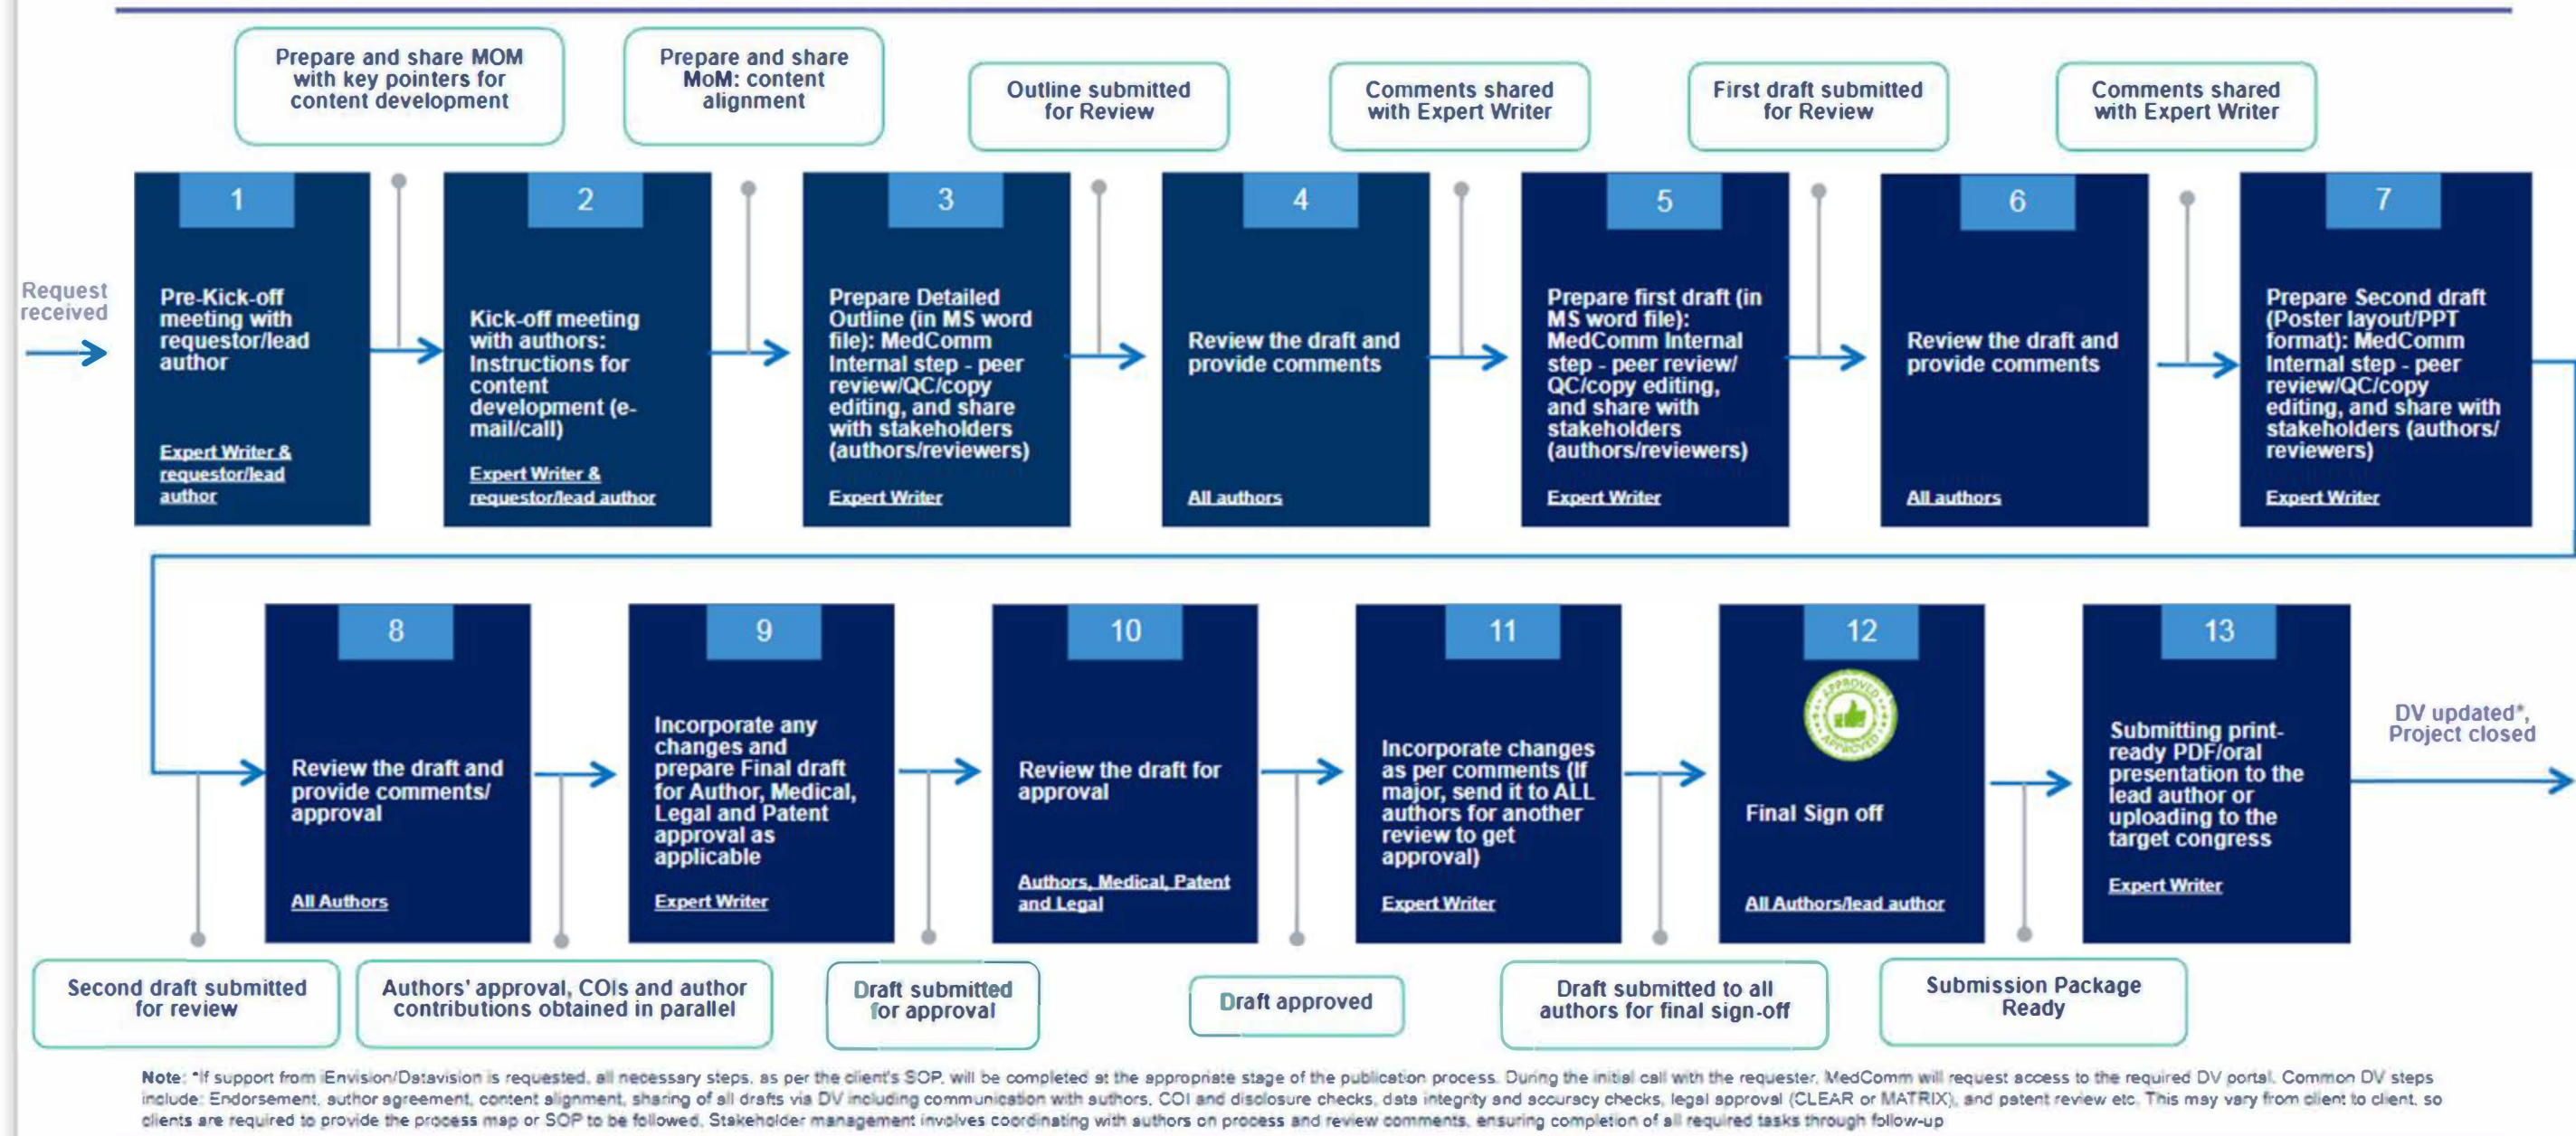 Prepare and share MOM
with key pointers for
content development
Prepare and share
MoM: content
alignment
Outline submitted
for Review
Comments shared
with Expert Writer
First draft submitted
for Review
Comments shared
with Expert Writer
Request
received
1
Pre-Kick-off
meeting with
requestor/lead
author
Expert Writer &
requestor/lead
author
2
Kick-off meeting
with authors:
Instructions for
content
development (e-
mail/call)
Expert Writer &
requestor/lead author
3
Prepare Detailed
Outline (in MS word
file): MedComm
Internal step - peer
review/QC/copy
editing, and share
with stakeholders
(authors/reviewers)
Expert Writer
4
Review the draft and
provide comments
All authors
5
Prepare first draft (in
MS word file):
MedComm Internal
step - peer review/
QC/copy editing,
and share with
stakeholders
(authors/reviewers)
Expert Writer
6
Review the draft and
provide comments
All authors
7
Prepare Second draft
(Poster layout/PPT
format): MedComm
Internal step - peer
review/QC/copy
editing, and share with
stakeholders (authors/
reviewers)
Expert Writer
8
Review the draft and
provide comments/
approval
All Authors
9
Incorporate any
changes and
prepare Final draft
for Author, Medical,
Legal and Patent
approval as
applicable
Expert Writer
10
Review the draft for
approval
Authors, Medical, Patent
and Legal
11
Incorporate changes
as per comments (If
major, send it to ALL
authors for another
review to get
approval)
Expert Writer
12
APPROVED
APPROVED
Final Sign off
All Authors/lead author
13
Submitting print-
ready PDF/oral
presentation to the
lead author or
uploading to the
target congress
Expert Writer
DV updated*,
Project closed
Second draft submitted
for review
Authors' approval, COIs and author
contributions obtained in parallel
Draft submitted
for approval
Draft approved
Draft submitted to all
authors for final sign-off
Submission Package
Ready
Note: *If support from iEnvision/Datavision is requested, all necessary steps, as per the client's SOP, will be completed at the appropriate stage of the publication process. During the initial call with the requester, MedComm will request access to the required DV portal. Common DV steps
include: Endorsement, author agreement, content alignment, sharing of all drafts via DV including communication with authors, COI and disclosure checks, data integrity and accuracy checks, legal approval (CLEAR or MATRIX), and patent review etc. This may vary from client to client, so
clients are required to provide the process map or SOP to be followed. Stakeholder management involves coordinating with authors on process and review comments, ensuring completion of all required tasks through follow-up